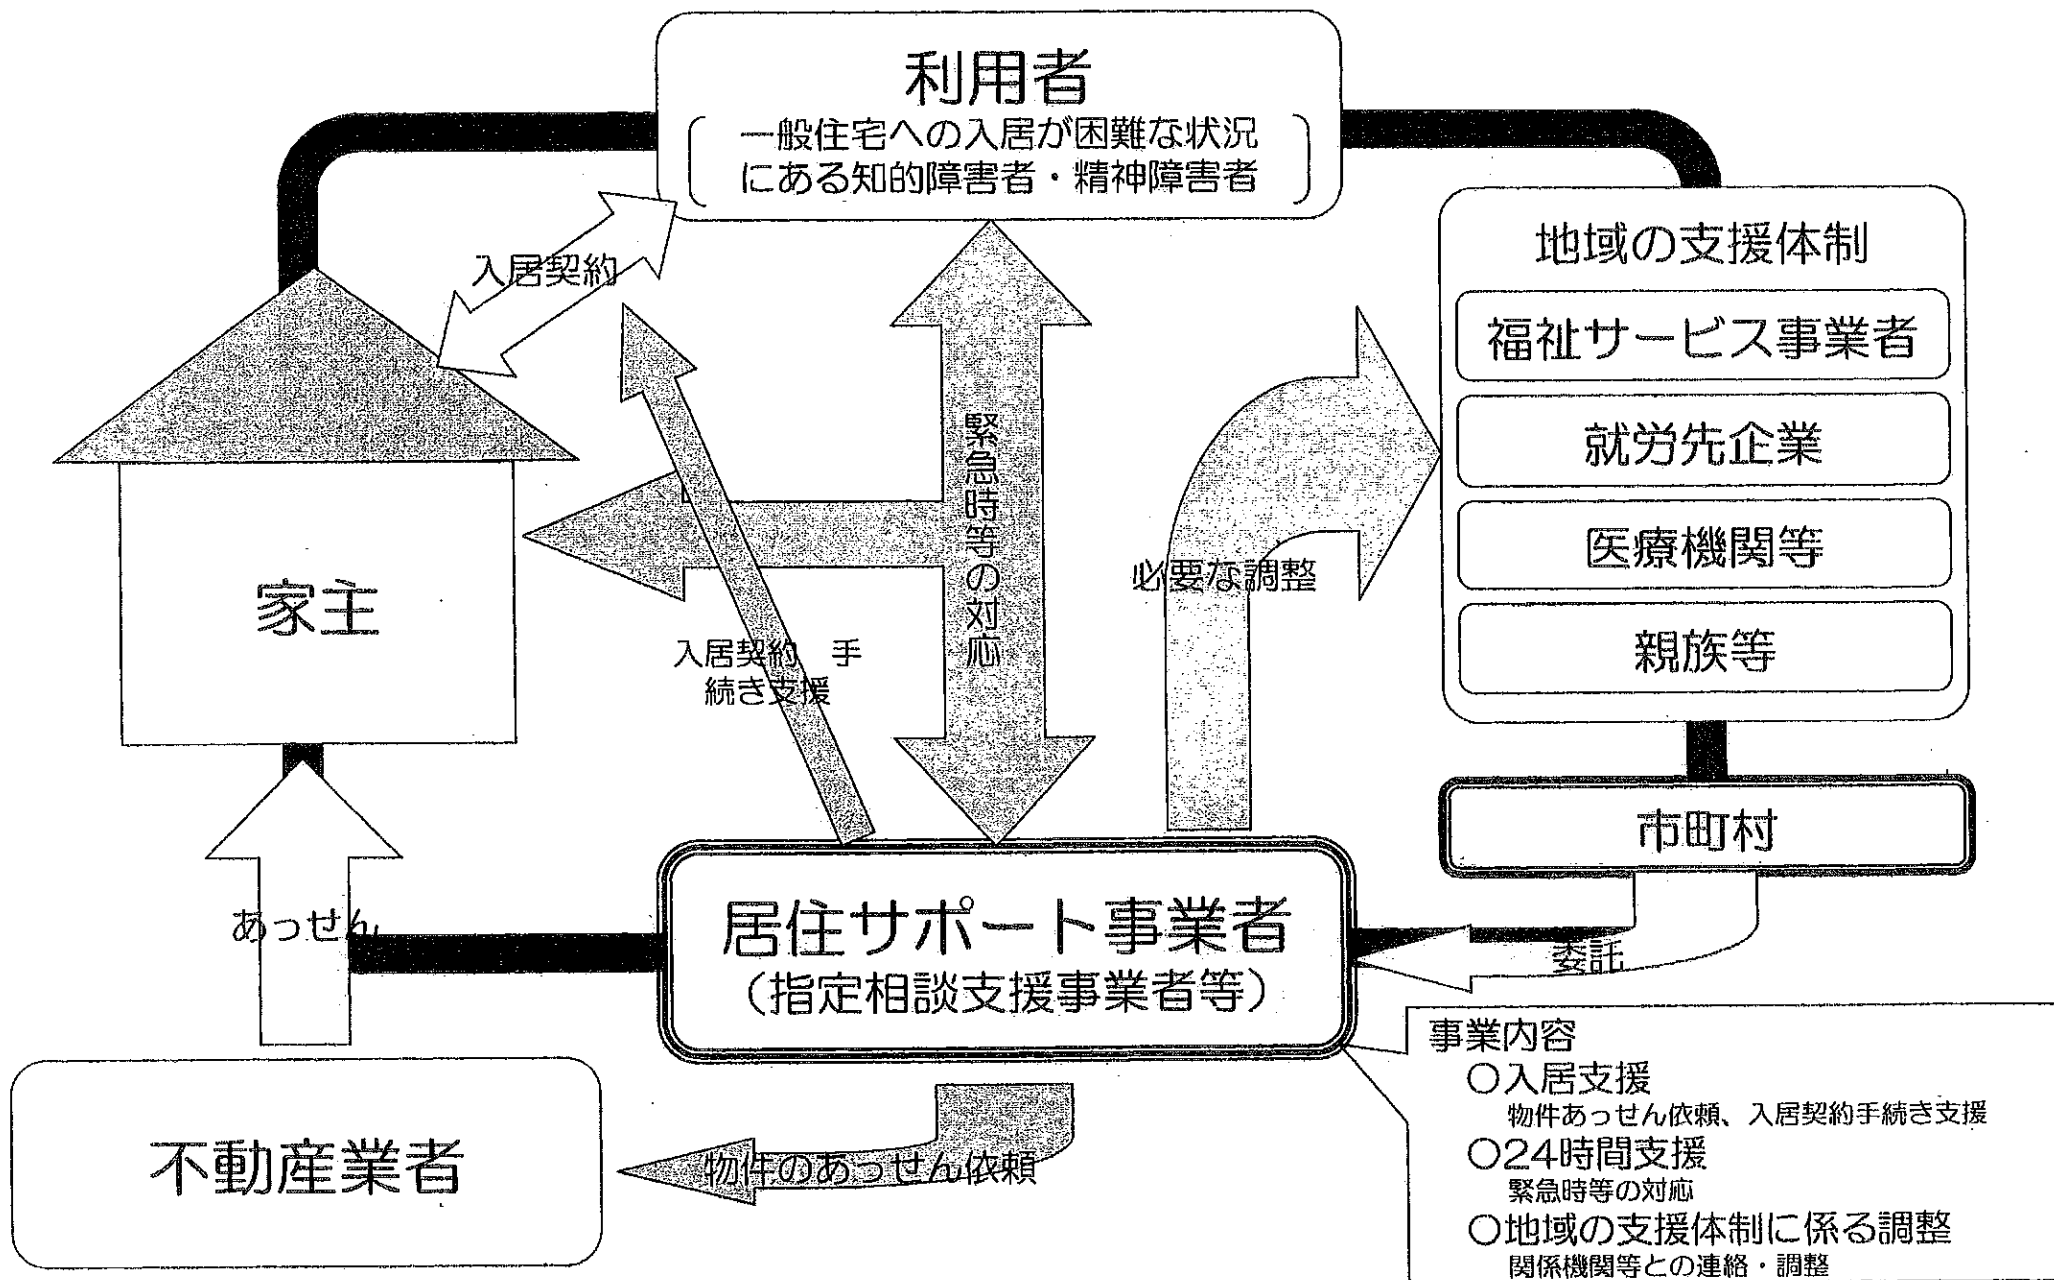 利用者
一般住宅への入居が困難な状況
にある知的障害者・精神障害者
地域の支援体制
福祉サービス事業者
就労先企業
医療機関等
親族等
入居契約
緊急時等の対応
必要な調整
家主
入居契約　手
続き支援
市町村
あっせん
居住サポート事業者
（指定相談支援事業者等）
委託
不動産業者
物件のあっせん依頼
事業内容
○入居支援
物件あっせん依頼、入居契約手続き支援
○24時間支援
緊急時等の対応
○地域の支援体制に係る調整
関係機関等との連絡・調整